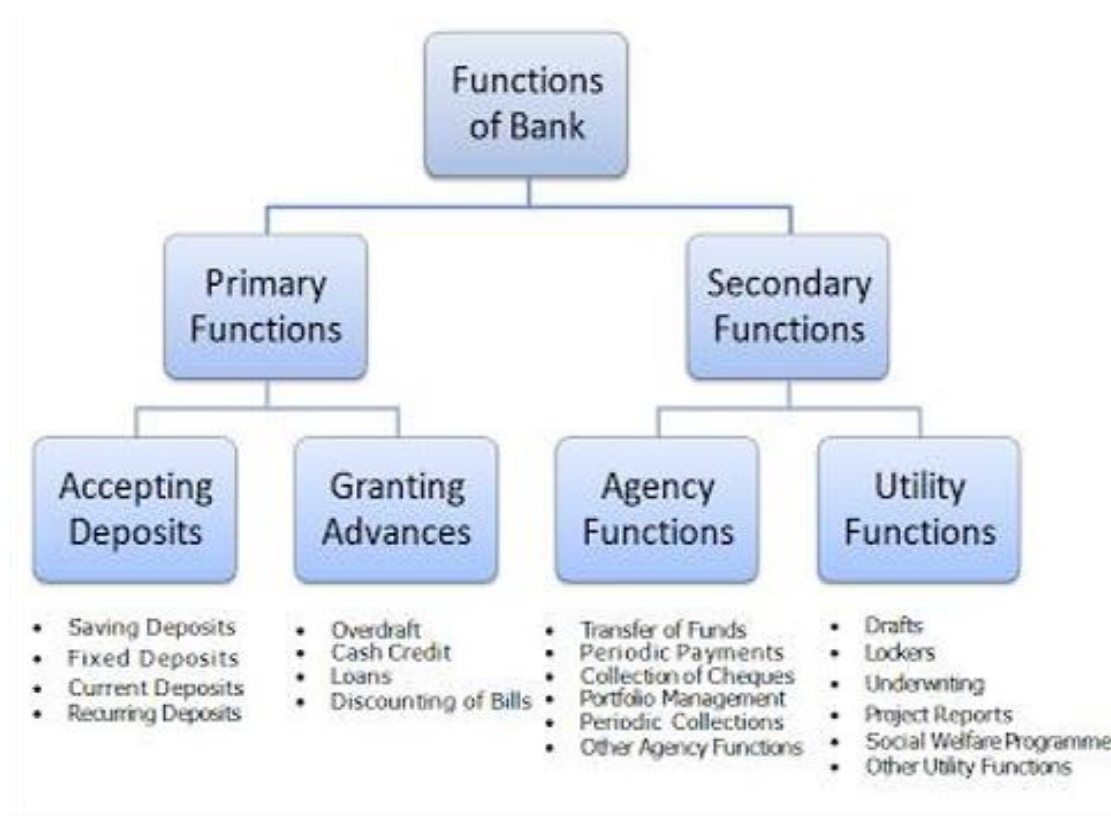 Functions
of Bank
Primary
Functions
Secondary
Functions
Accepting
Deposits
Granting
Advances
Agency
Functions
Utility
Functions
• Saving Deposits
• Fixed Deposits
• Current Deposits
• Recurring Deposits
• Overdraft
• Cash Credit
• Loans
• Discounting of Bills
• Transfer of Funds
• Periodic Payments
• Collection of Cheques
• Portfolio Management
• Periodic Collections
• Other Agency Functions
• Drafts
• Lockers
• Underwriting
• Project Reports
• Social Welfare Programme
• Other Utility Functions